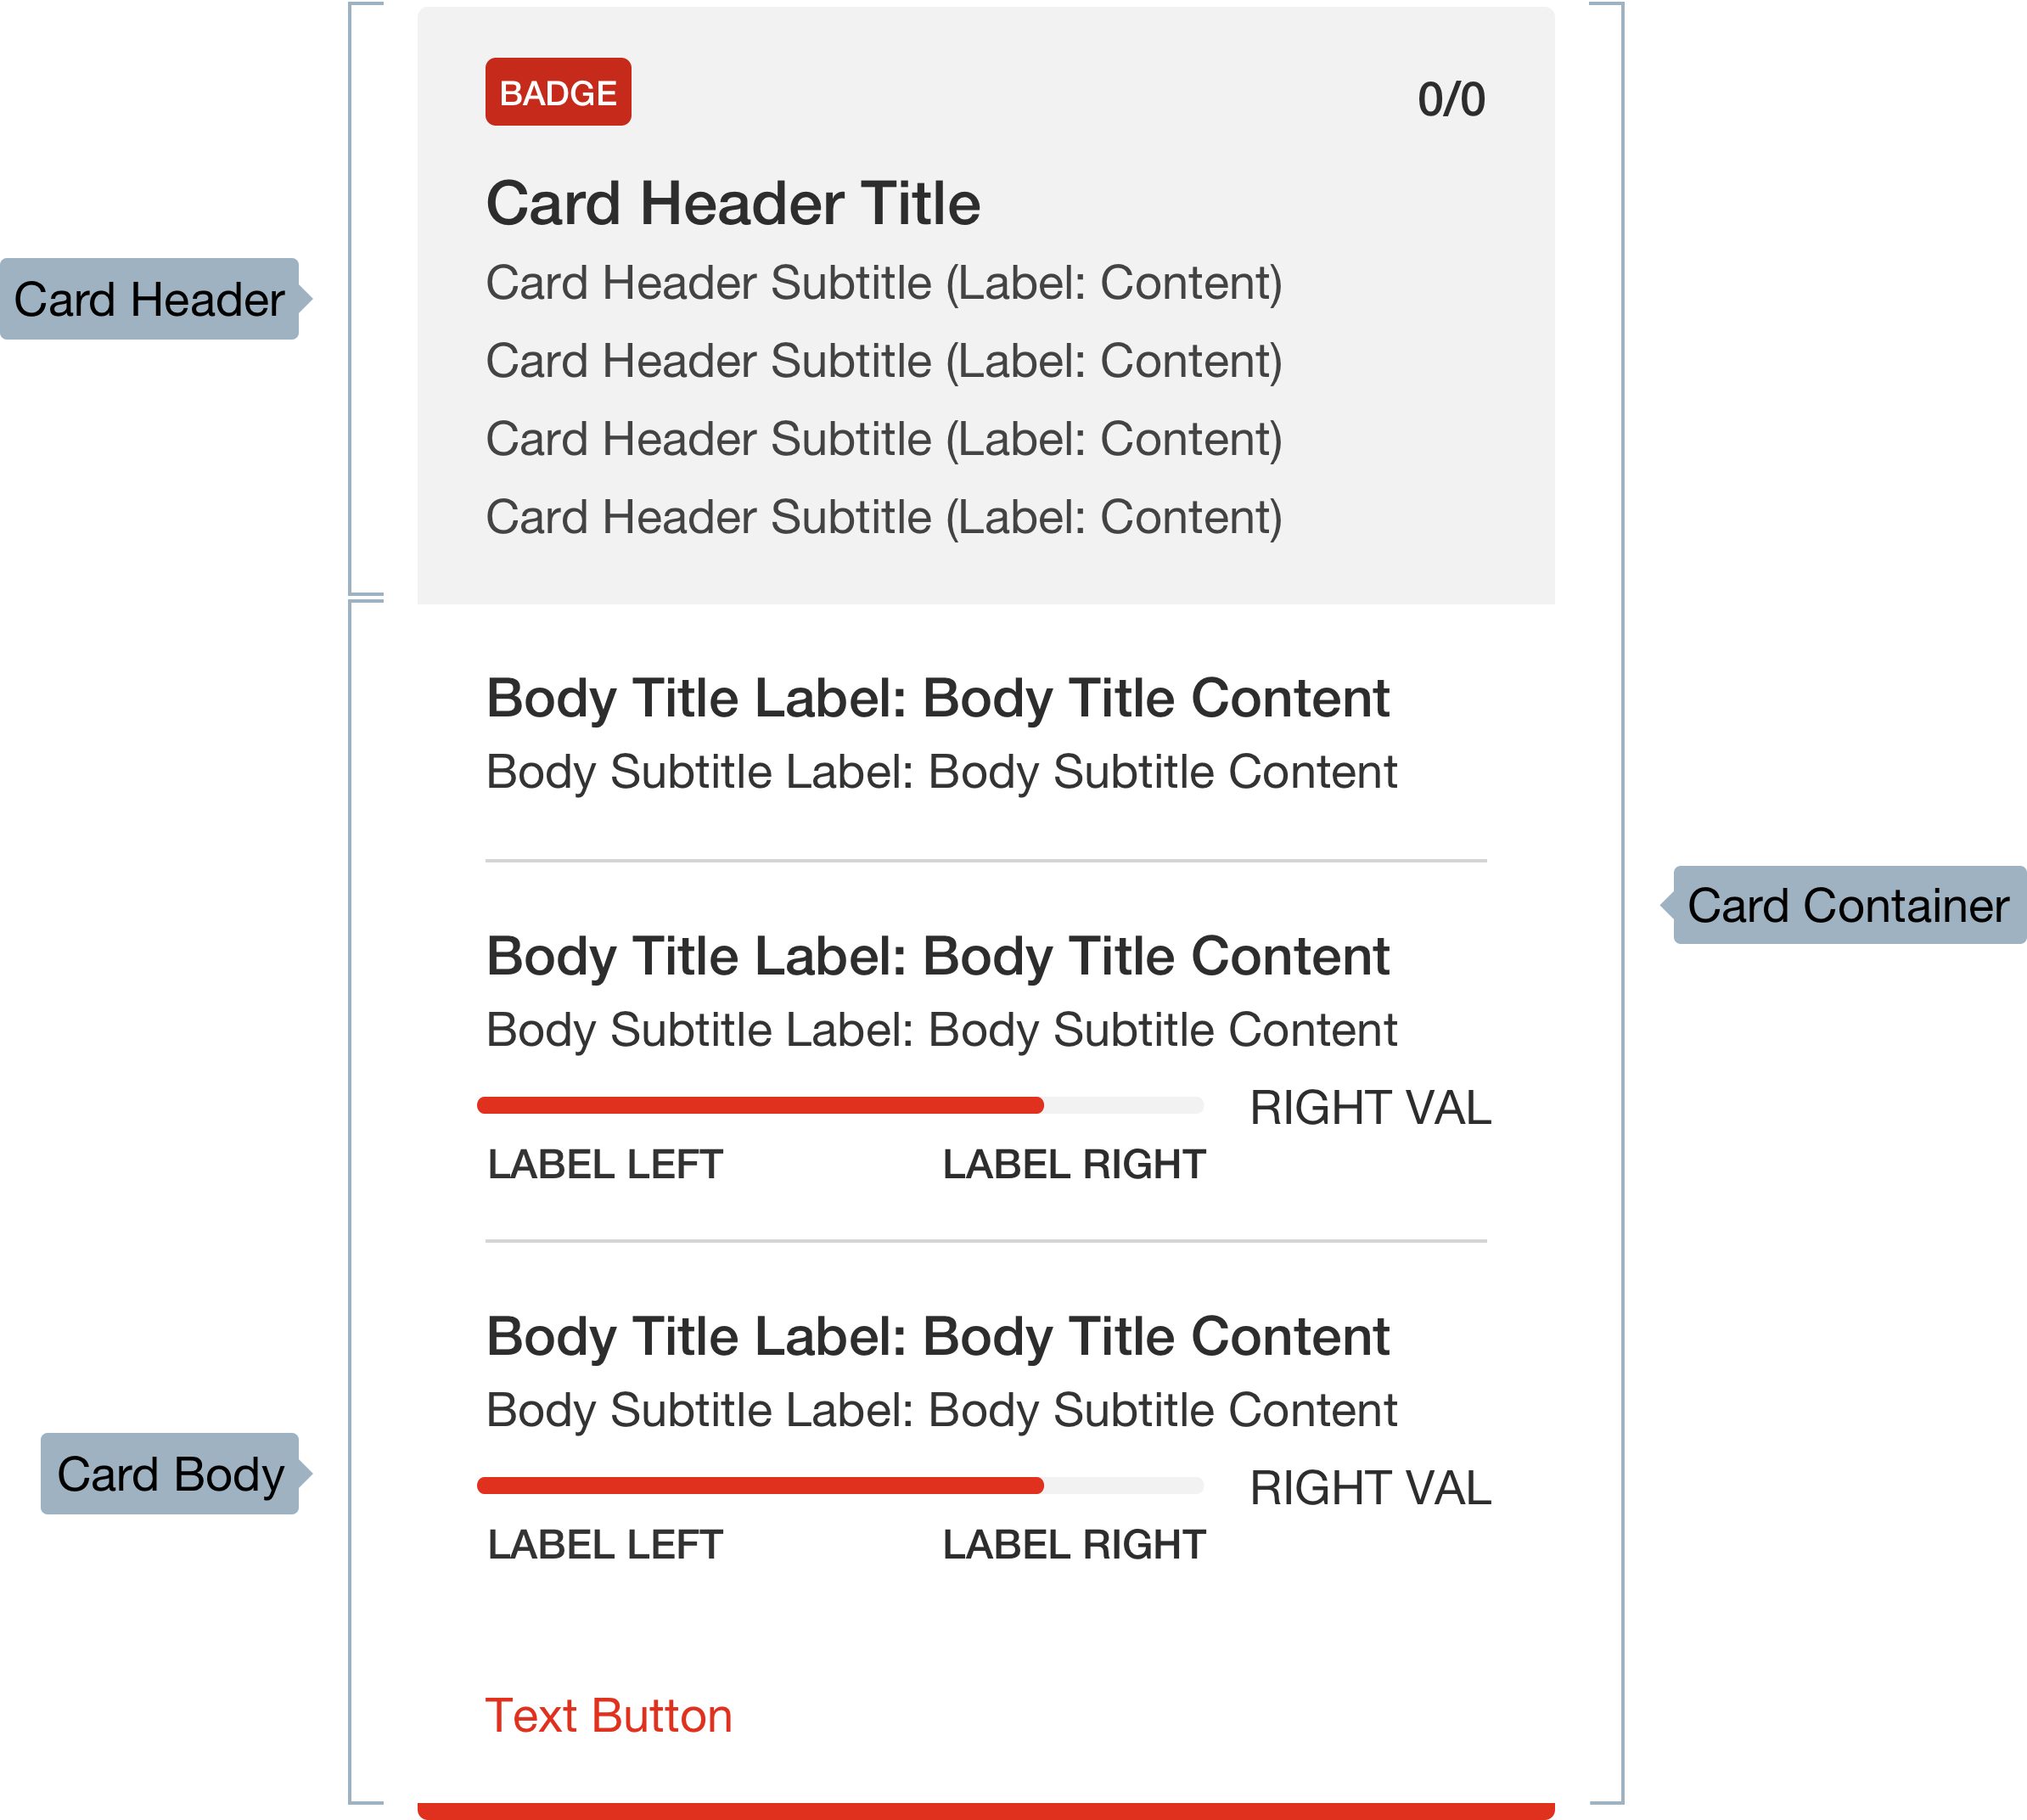 BADGE
0/0
Card Header Title
Card Header Subtitle (Label: Content)
Card Header Subtitle (Label: Content)
Card Header Subtitle (Label: Content)
Card Header Subtitle (Label: Content)
Card Header
Body Title Label: Body Title Content
Body Subtitle Label: Body Subtitle Content
Card Container
Body Title Label: Body Title Content
Body Subtitle Label: Body Subtitle Content
RIGHT VAL
LABEL LEFT
LABEL RIGHT
Body Title Label: Body Title Content
Body Subtitle Label: Body Subtitle Content
Card Body
RIGHT VAL
LABEL LEFT
LABEL RIGHT
Text Button